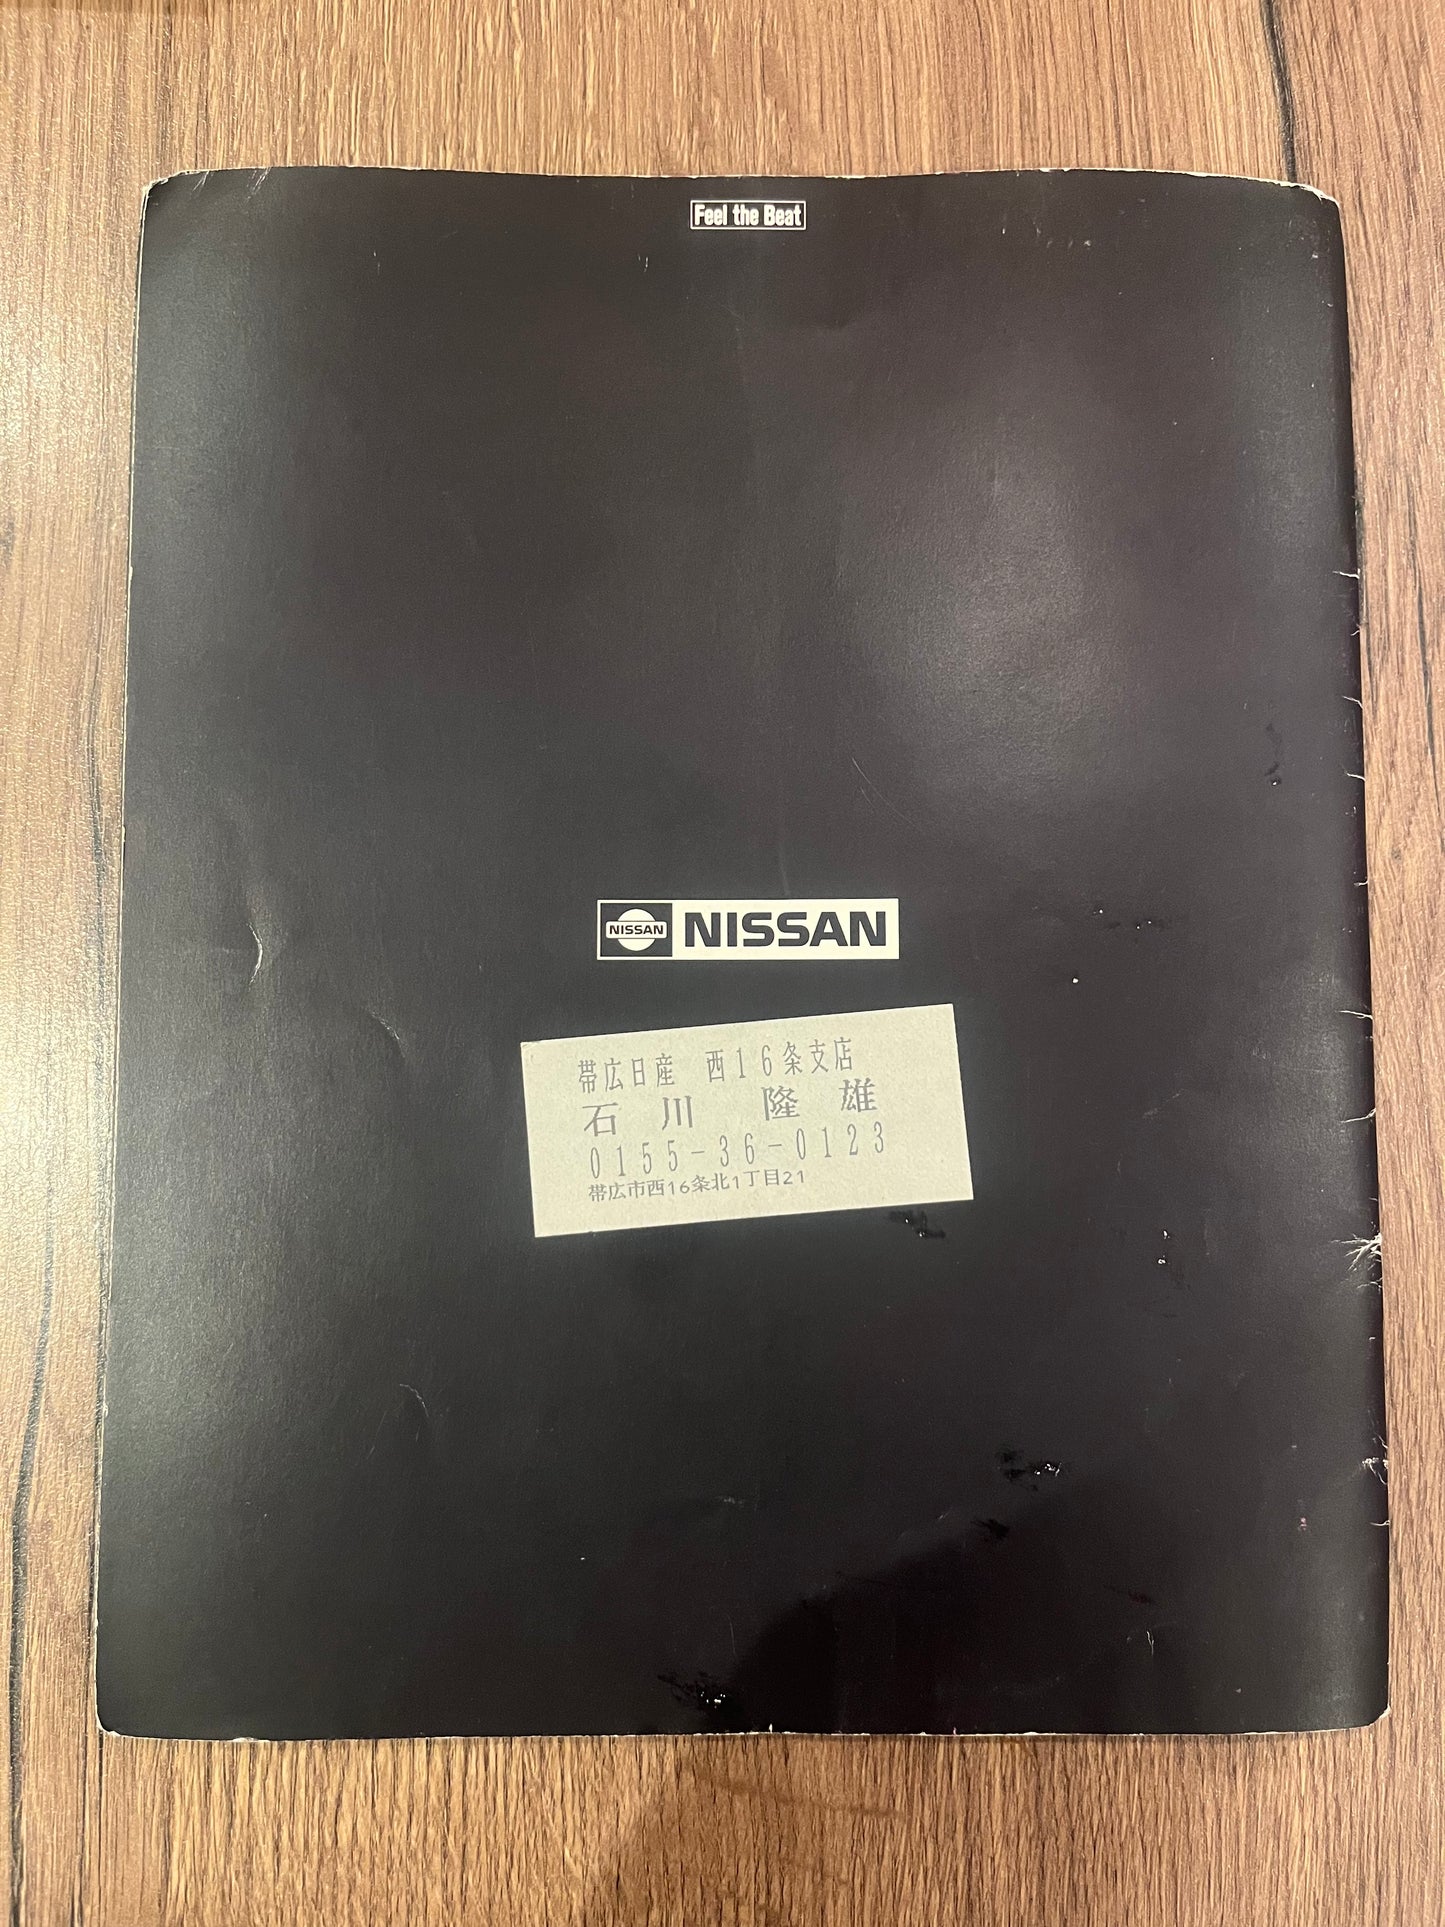 Feel the Beat
NISSAN NISSAN
帯広日産 西16条支店
石川 隆雄
0155-36-0123
帯広市西16条北1丁目21